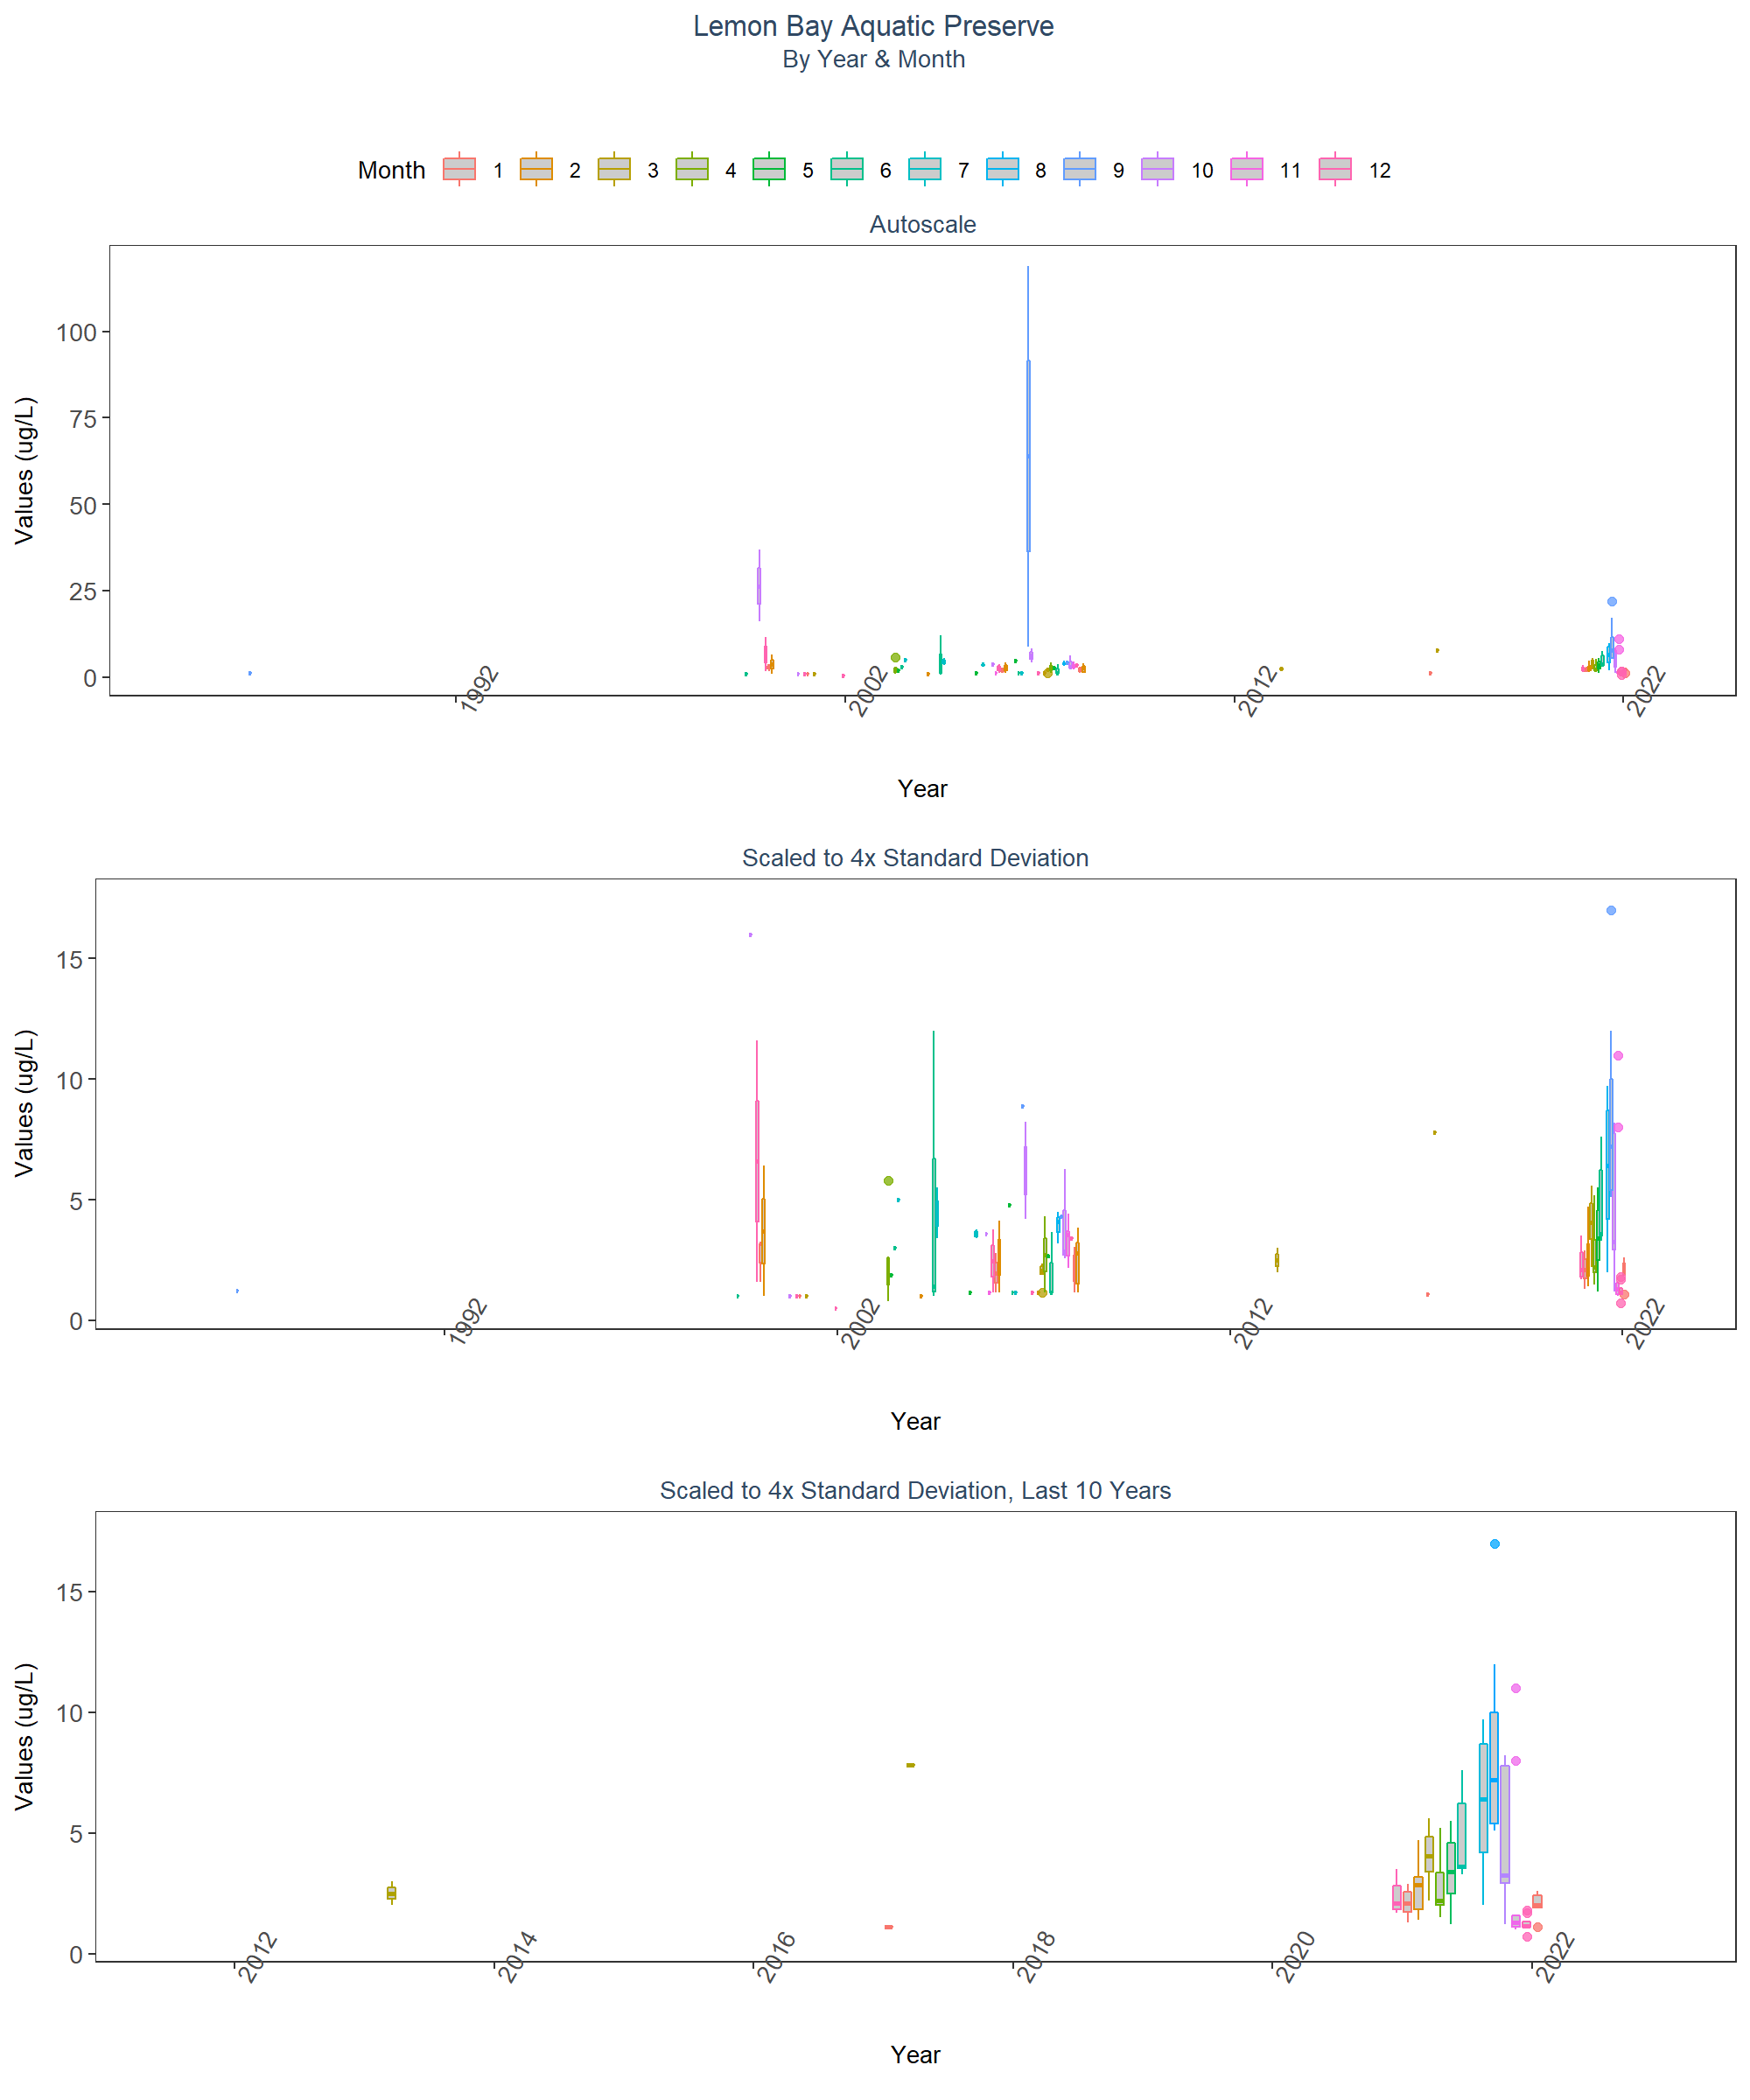 Lemon Bay Aquatic Preserve
By Year & Month
Month 1 2 3 4 5 6 7 8 9 10 11 12
Autoscale
Values (ug/L)
100
75
50
25
0
1992 2002 2012 2022
Year
Scaled to 4x Standard Deviation
Values (ug/L)
15
10
5
0
1992 2002 2012 2022
Year
Scaled to 4x Standard Deviation, Last 10 Years
Values (ug/L)
15
10
5
0
2012 2014 2016 2018 2020 2022
Year